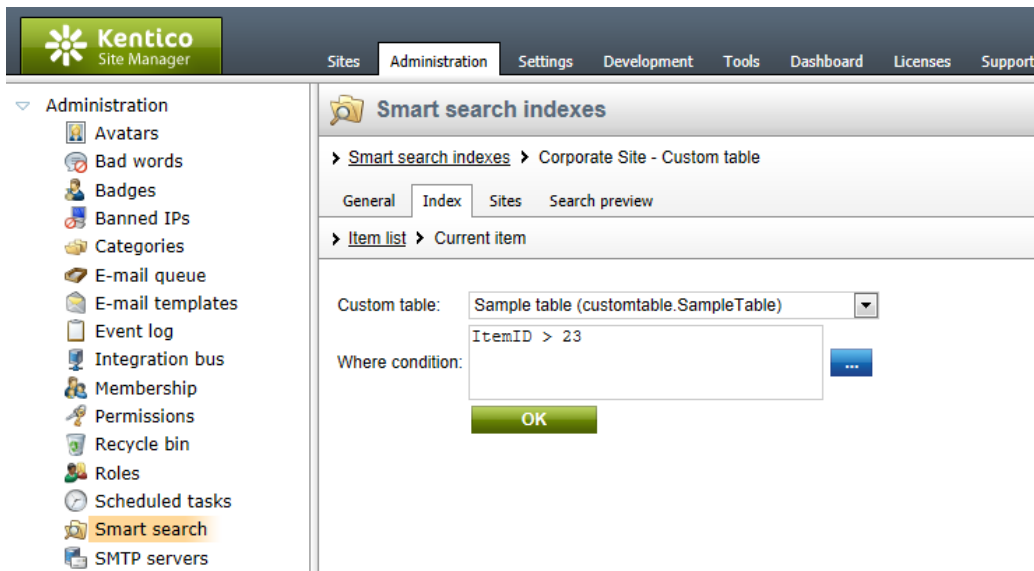 Kentico
Site Manager
Sites Administration Settings Development Tools Dashboard Licenses Support
Administration
Avatars
Bad words
Badges
Banned IPs
Categories
E-mail queue
E-mail templates
Event log
Integration bus
Membership
Permissions
Recycle bin
Roles
Scheduled tasks
Smart search
SMTP servers
Smart search indexes
Smart search indexes Corporate Site - Custom table
General Index Sites Search preview
Item list Current item
Custom table: Sample table (customtable.SampleTable)
ItemID > 23
Where condition: ...
OK